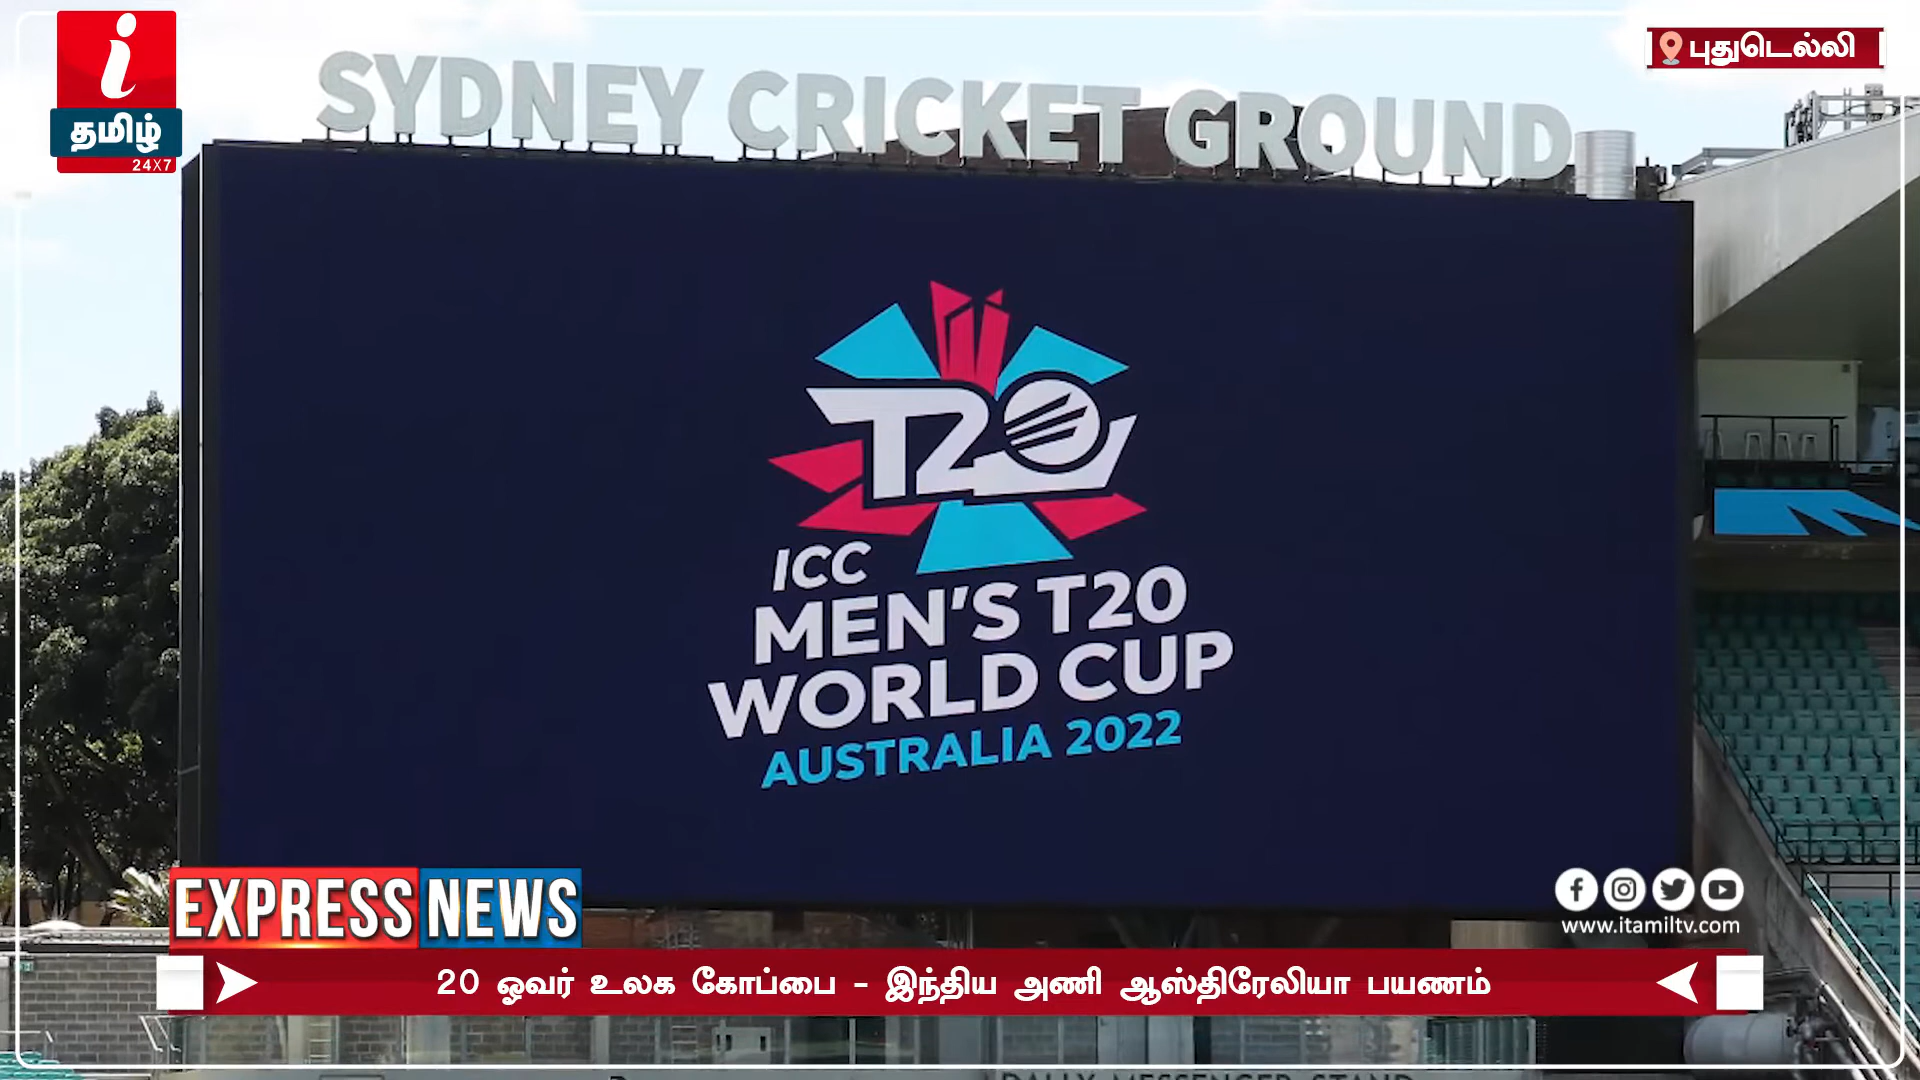 i
தமிழ்
24X7
புதுடெல்லி
SYDNEY CRICKET GROUND
T20
ICC
MEN'S T20
WORLD CUP
AUSTRALIA 2022
EXPRESS NEWS
www.itamiltv.com
20 ஓவர் உலக கோப்பை - இந்திய அணி ஆஸ்திரேலியா பயணம்